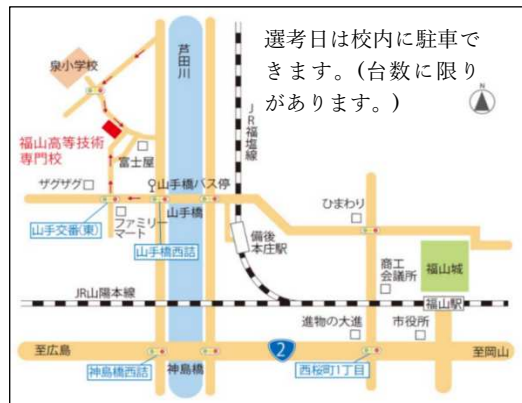 選考日は校内に駐車で
きます。(台数に限り
があります。)
N
泉小学校
芦田川
JR福塩線
福山高等技術
専門校
富士屋
ザグザグ
山手橋バス停
山手橋
ひまわり
山手交番(東)
ファミリー
マート
山手橋西詰
備後
本庄駅
商工
会議所
福山城
JR山陽本線
福山駅
進物の大進
市役所
至広島
2
至岡山
神島橋西詰
神島橋
西桜町1丁目